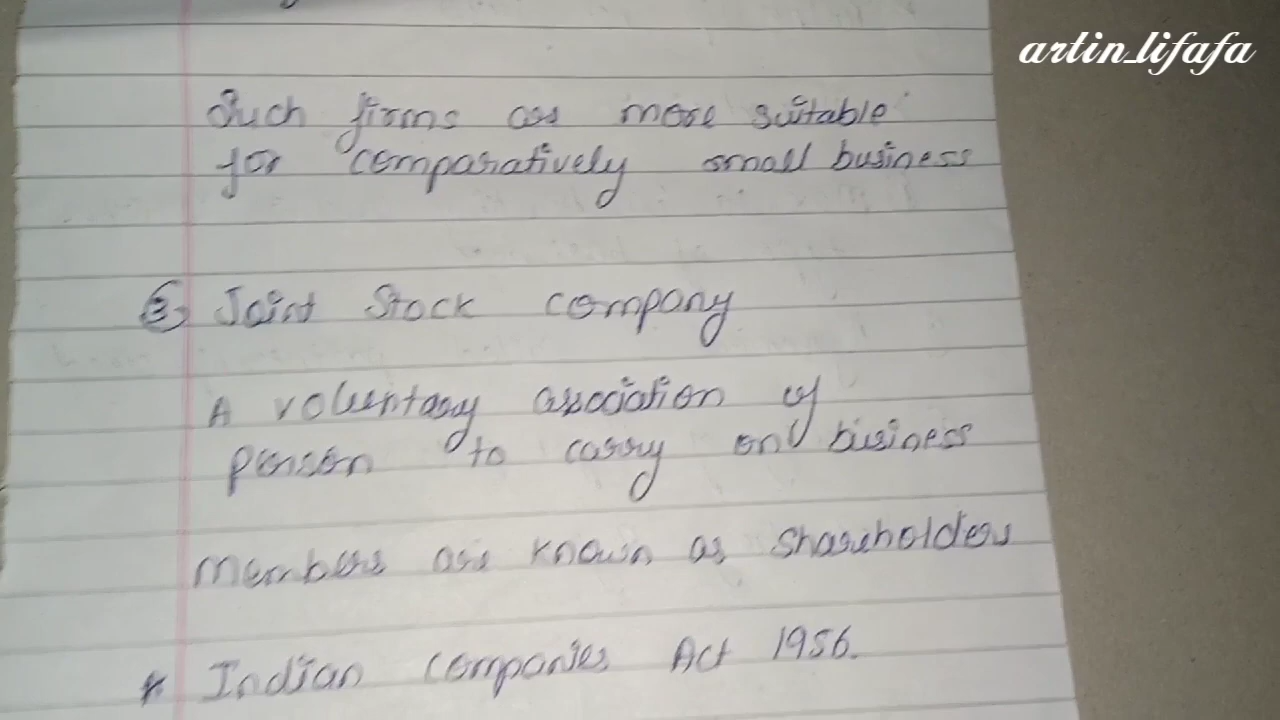 artin_lifafa
Such firms are more suitable
for comparatively small business
③ Joint Stock company
A voluntary association of
person to carry on business
members are known as shareholders
* Indian Companies Act 1956.